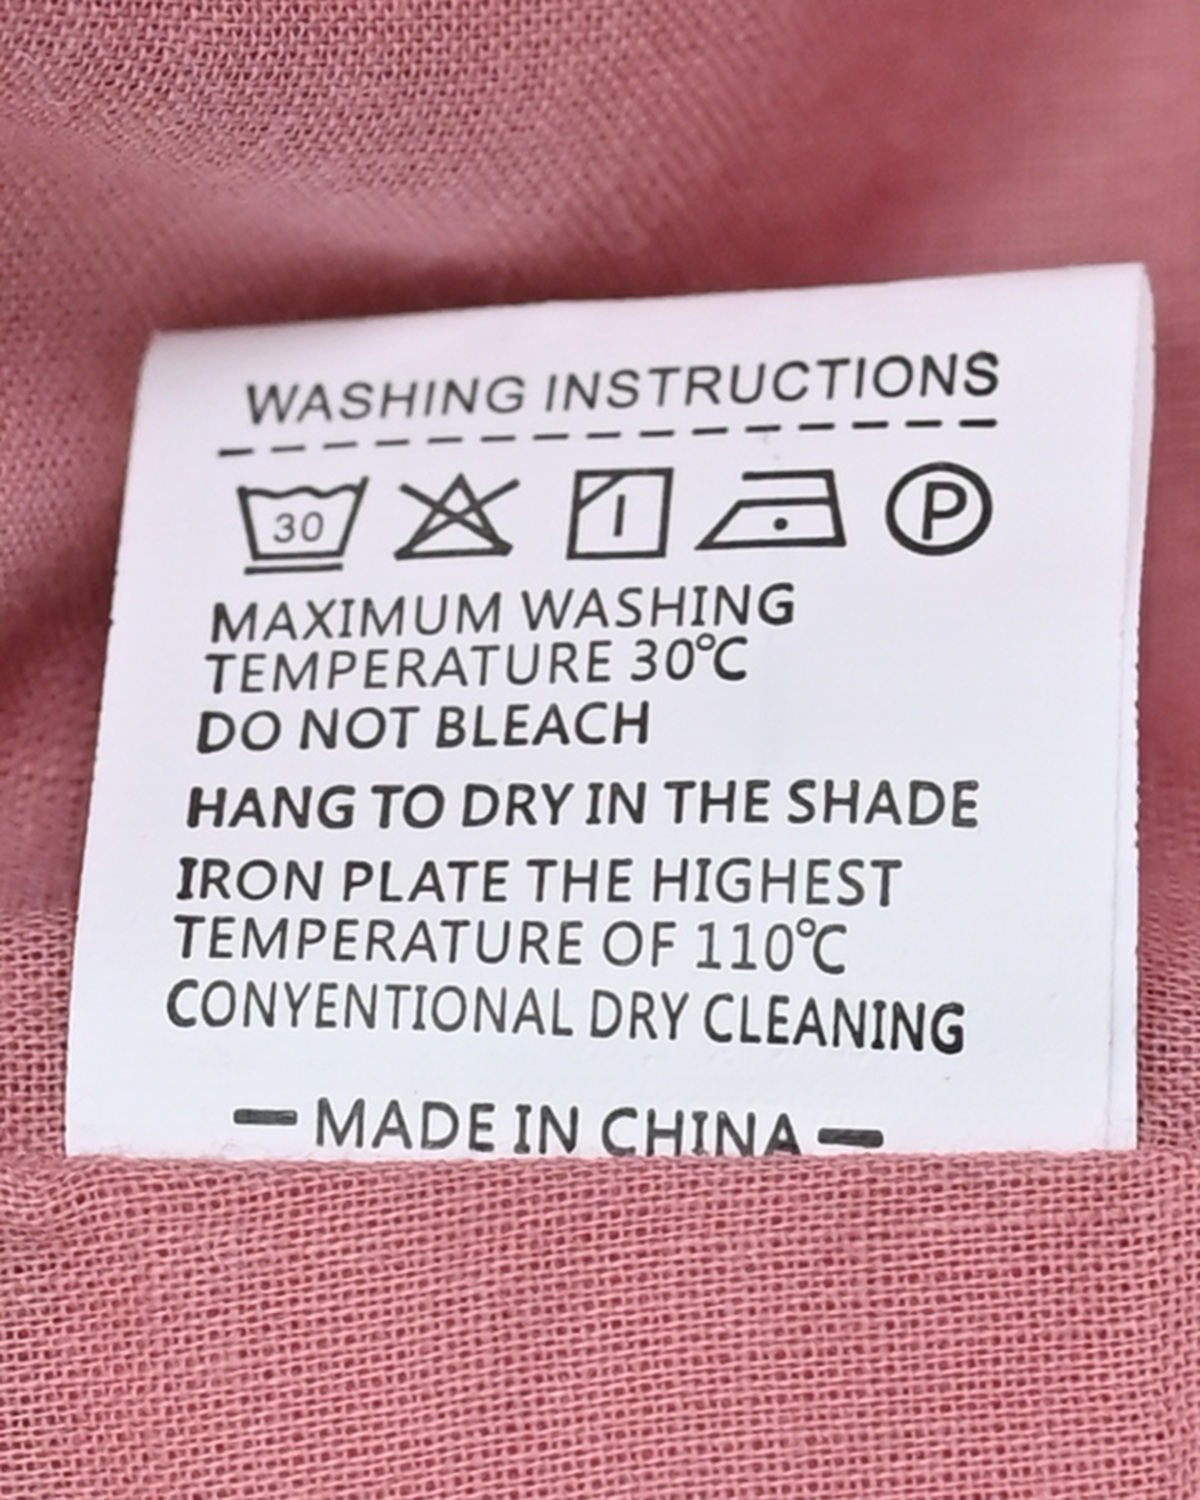 WASHING INSTRUCTIONS
30 P
MAXIMUM WASHING
TEMPERATURE 30℃
DO NOT BLEACH
HANG TO DRY IN THE SHADE
IRON PLATE THE HIGHEST
TEMPERATURE OF 110℃
CONYENTIONAL DRY CLEANING
MADE IN CHINA